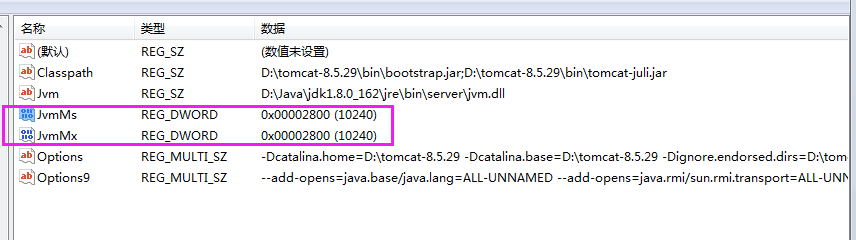 名称 类型 数据
(默认) REG_SZ (数值未设置)
Classpath REG_SZ D:\tomcat-8.5.29\bin\bootstrap.jar;D:\tomcat-8.5.29\bin\tomcat-juli.jar
Jvm REG_SZ D:\Java\jdk1.8.0_162\jre\bin\server\jvm.dll
JvmMs REG_DWORD 0x00002800 (10240)
JvmMx REG_DWORD 0x00002800 (10240)
Options REG_MULTI_SZ -Dcatalina.home=D:\tomcat-8.5.29 -Dcatalina.base=D:\tomcat-8.5.29 -Dignore.endorsed.dirs=D:\tom
Options9 REG_MULTI_SZ --add-opens=java.base/java.lang=ALL-UNNAMED --add-opens=java.rmi/sun.rmi.transport=ALL-UNN